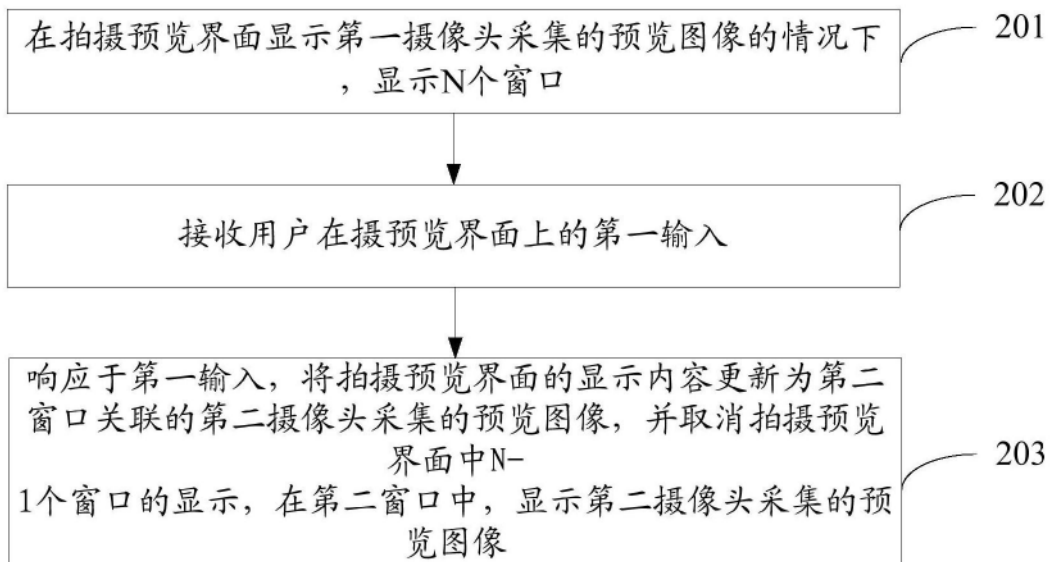 在拍摄预览界面显示第一摄像头采集的预览图像的情况下
，显示N个窗口
201
接收用户在摄预览界面上的第一输入
202
响应于第一输入，将拍摄预览界面的显示内容更新为第二
窗口关联的第二摄像头采集的预览图像，并取消拍摄预览
界面中N-
1个窗口的显示，在第二窗口中，显示第二摄像头采集的预
览图像
203